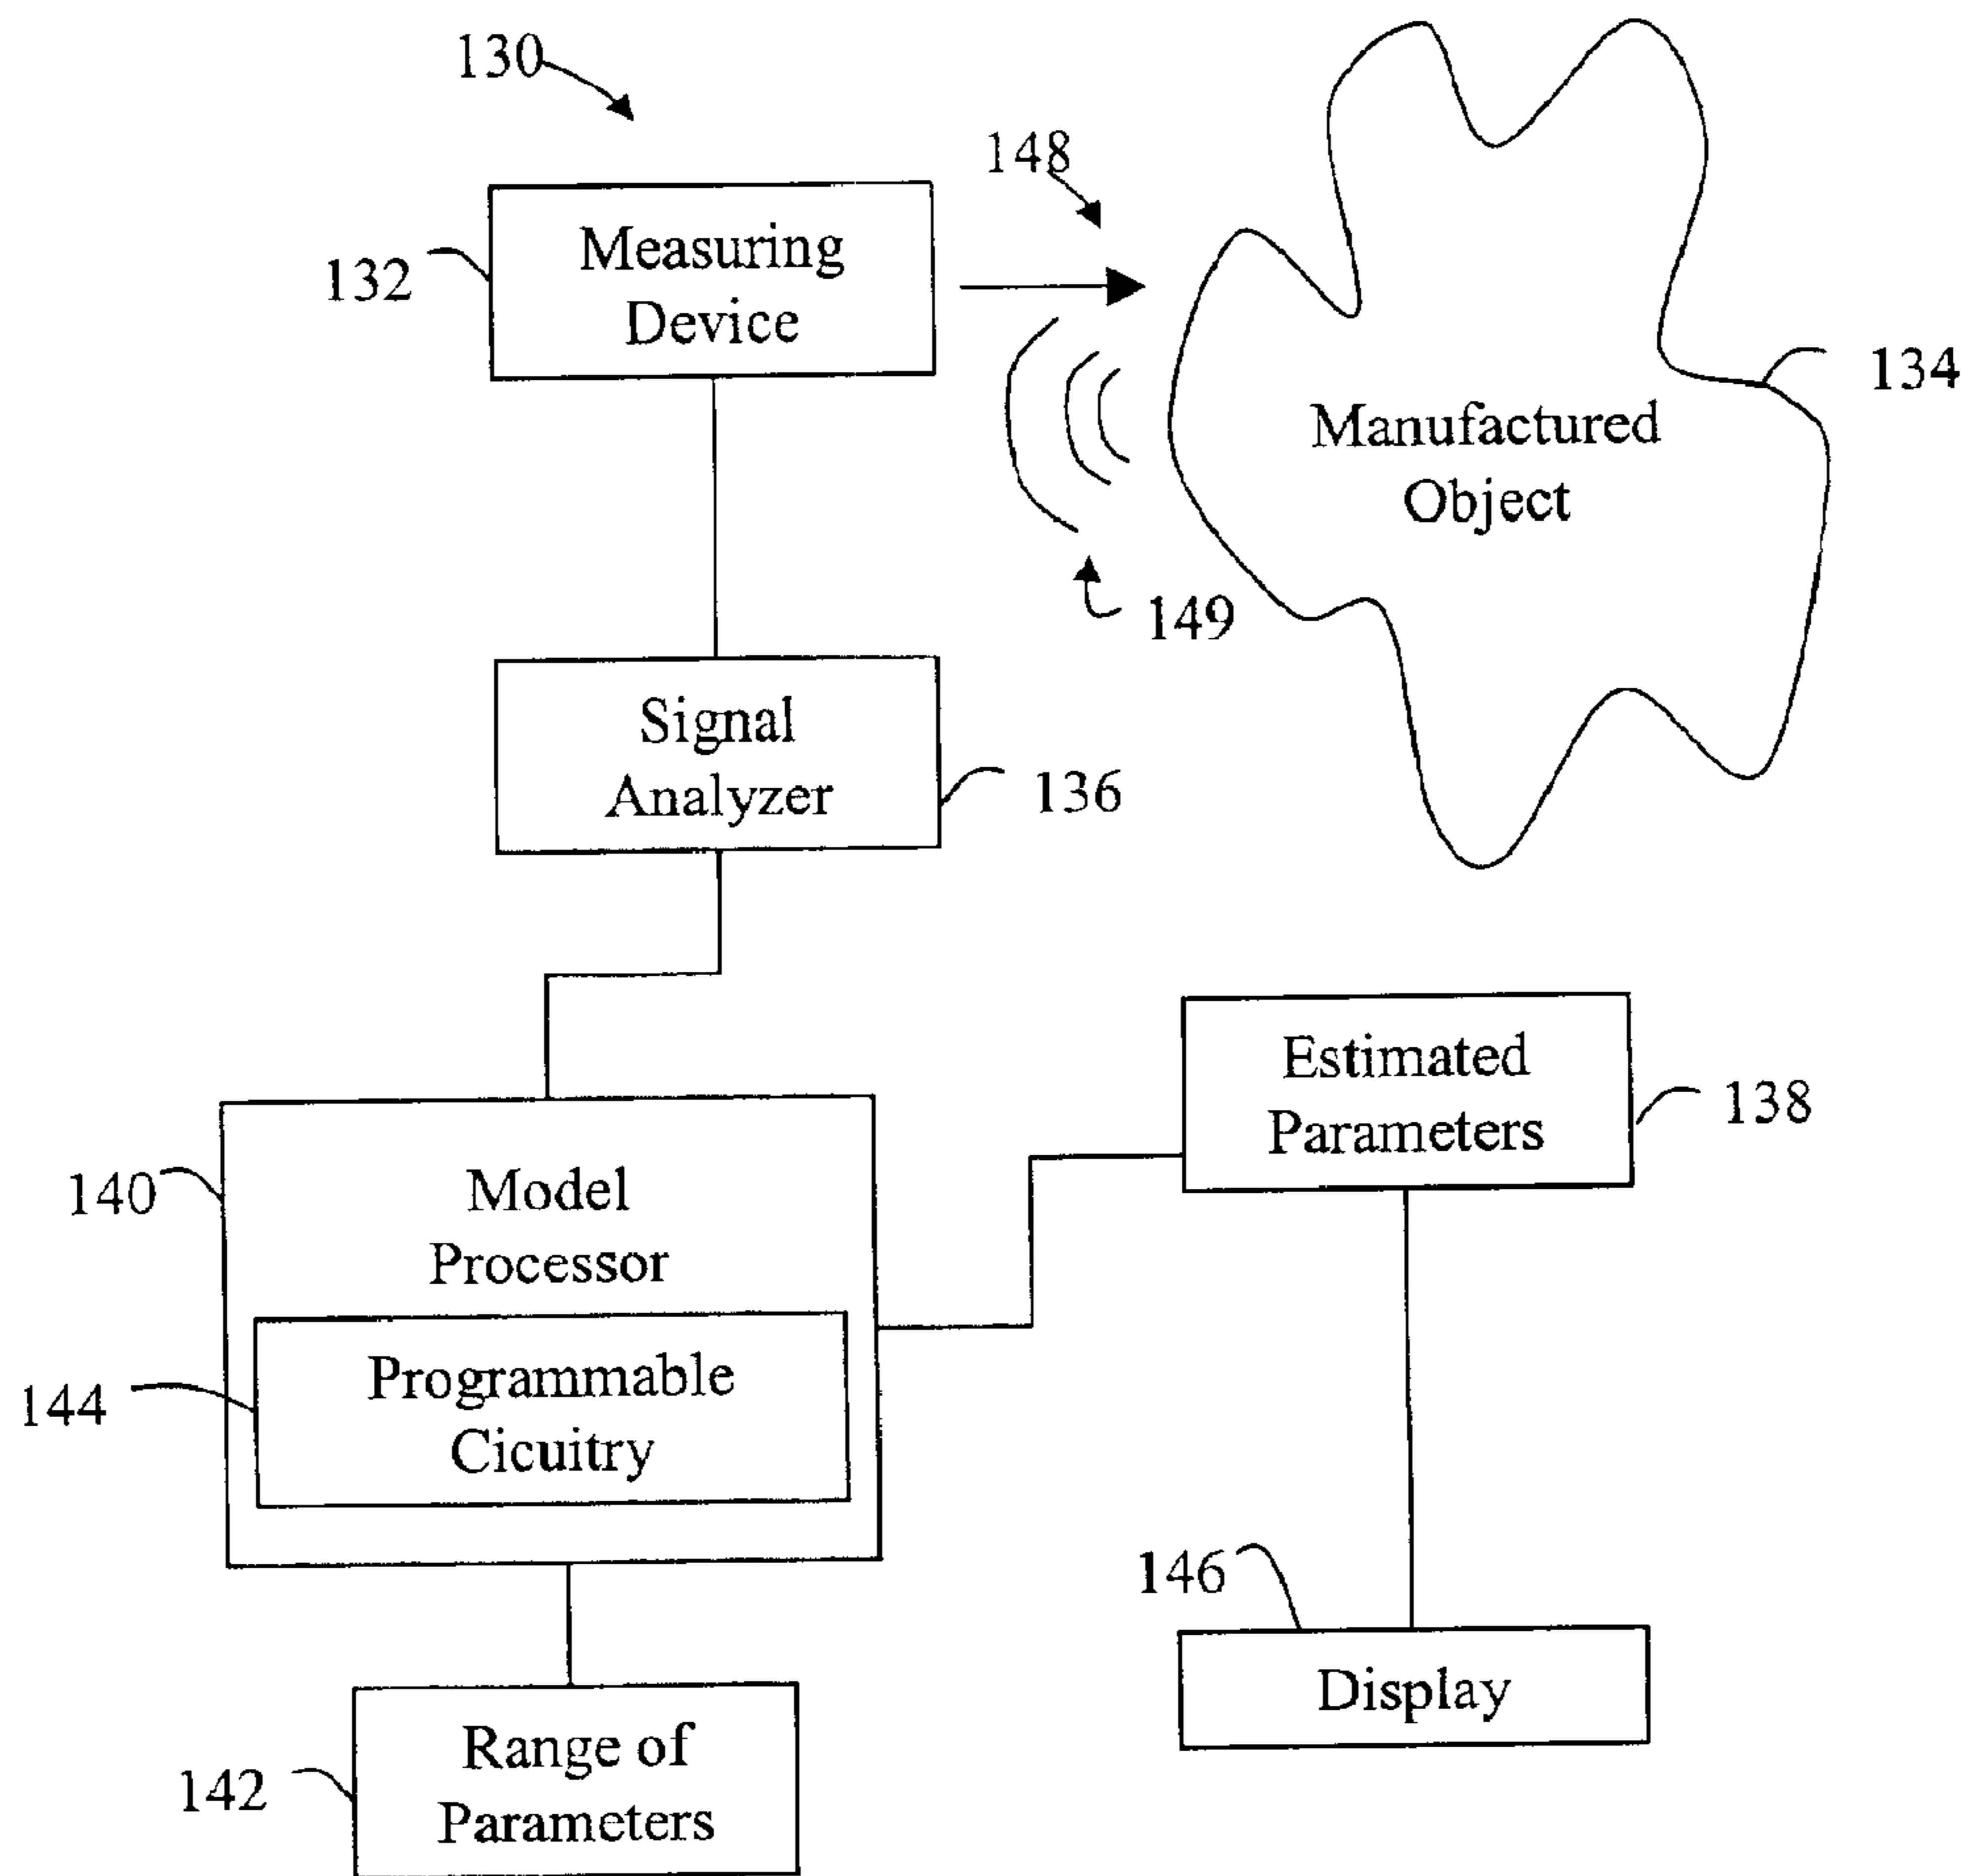 130
148
Measuring
Device
132
134
Manufactured
Object
149
Signal
Analyzer
136
Estimated
Parameters
138
140
Model
Processor
144
Programmable
Cicuitry
146
Display
Range of
Parameters
142